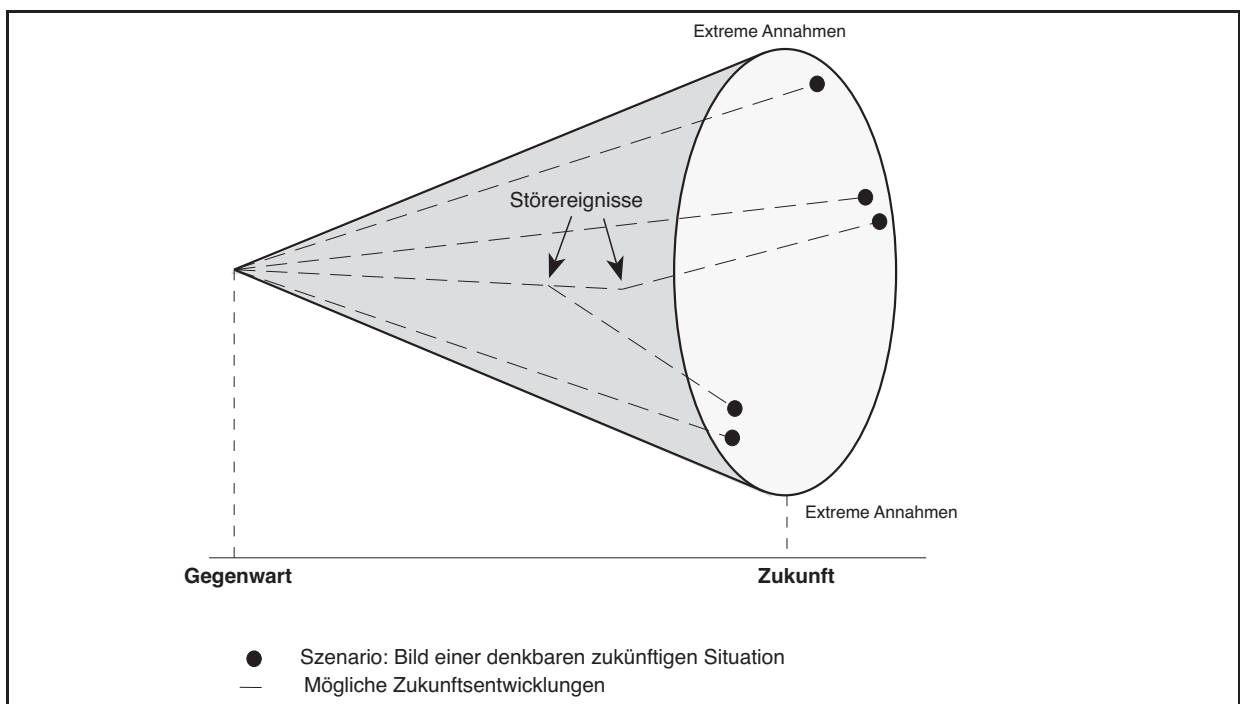 Extreme Annahmen
Störereignisse
Extreme Annahmen
Gegenwart
Zukunft
Szenario: Bild einer denkbaren zukünftigen Situation
Mögliche Zukunftsentwicklungen